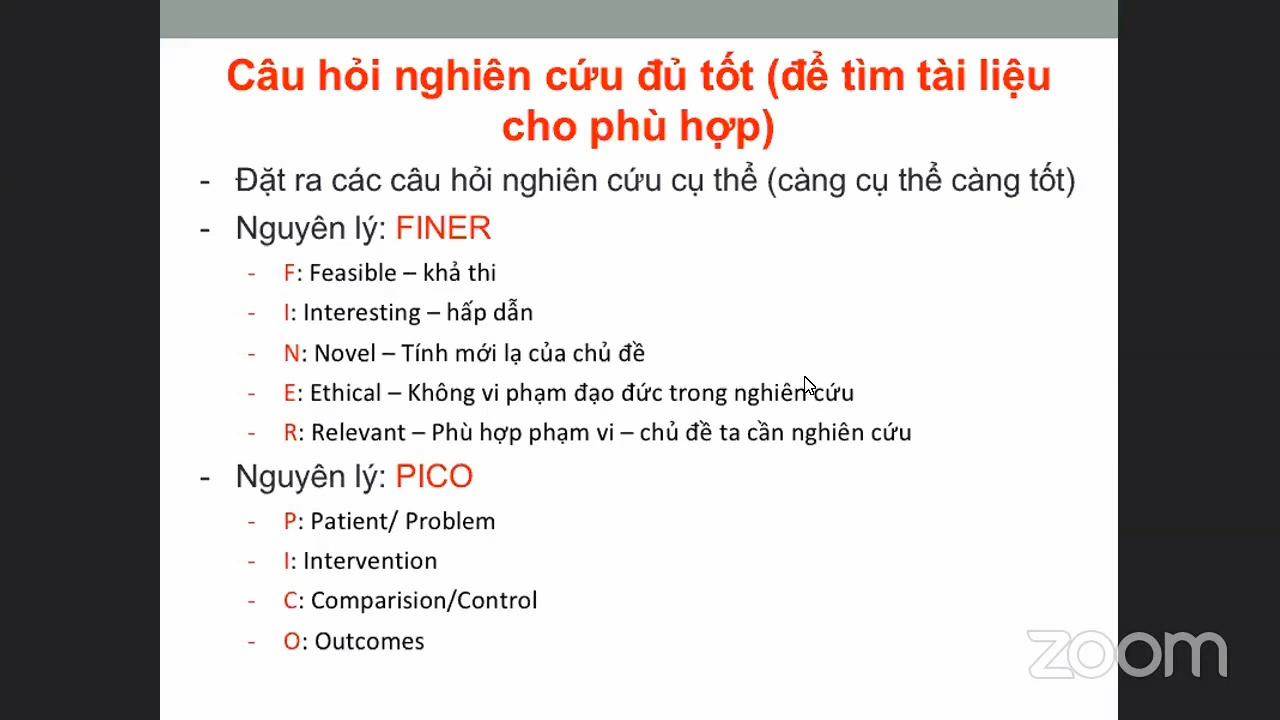 Câu hỏi nghiên cứu đủ tốt (để tìm tài liệu
cho phù hợp)
- Đặt ra các câu hỏi nghiên cứu cụ thể (càng cụ thể càng tốt)
- Nguyên lý: FINER
- F: Feasible – khả thi
- I: Interesting – hấp dẫn
- N: Novel – Tính mới lạ của chủ đề
- E: Ethical – Không vi phạm đạo đức trong nghiên cứu
- R: Relevant – Phù hợp phạm vi – chủ đề ta cần nghiên cứu
- Nguyên lý: PICO
- P: Patient/ Problem
- I: Intervention
- C: Comparision/Control
- O: Outcomes
zoom